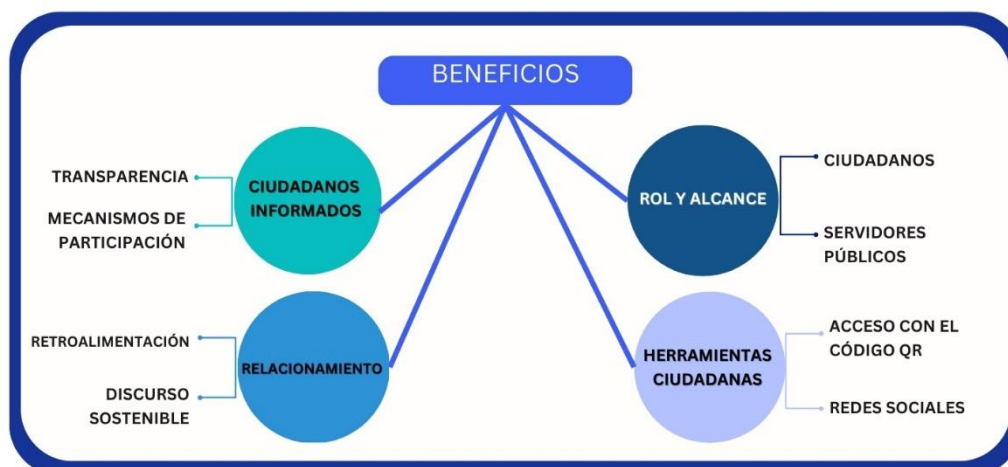 BENEFICIOS
TRANSPARENCIA
MECANISMOS DE
PARTICIPACIÓN
CIUDADANOS
INFORMADOS
ROL Y ALCANCE
CIUDADANOS
SERVIDORES
PÚBLICOS
RETROALIMENTACIÓN
DISCURSO
SOSTENIBLE
RELACIONAMIENTO
HERRAMIENTAS
CIUDADANAS
ACCESO CON EL
CÓDIGO QR
REDES SOCIALES